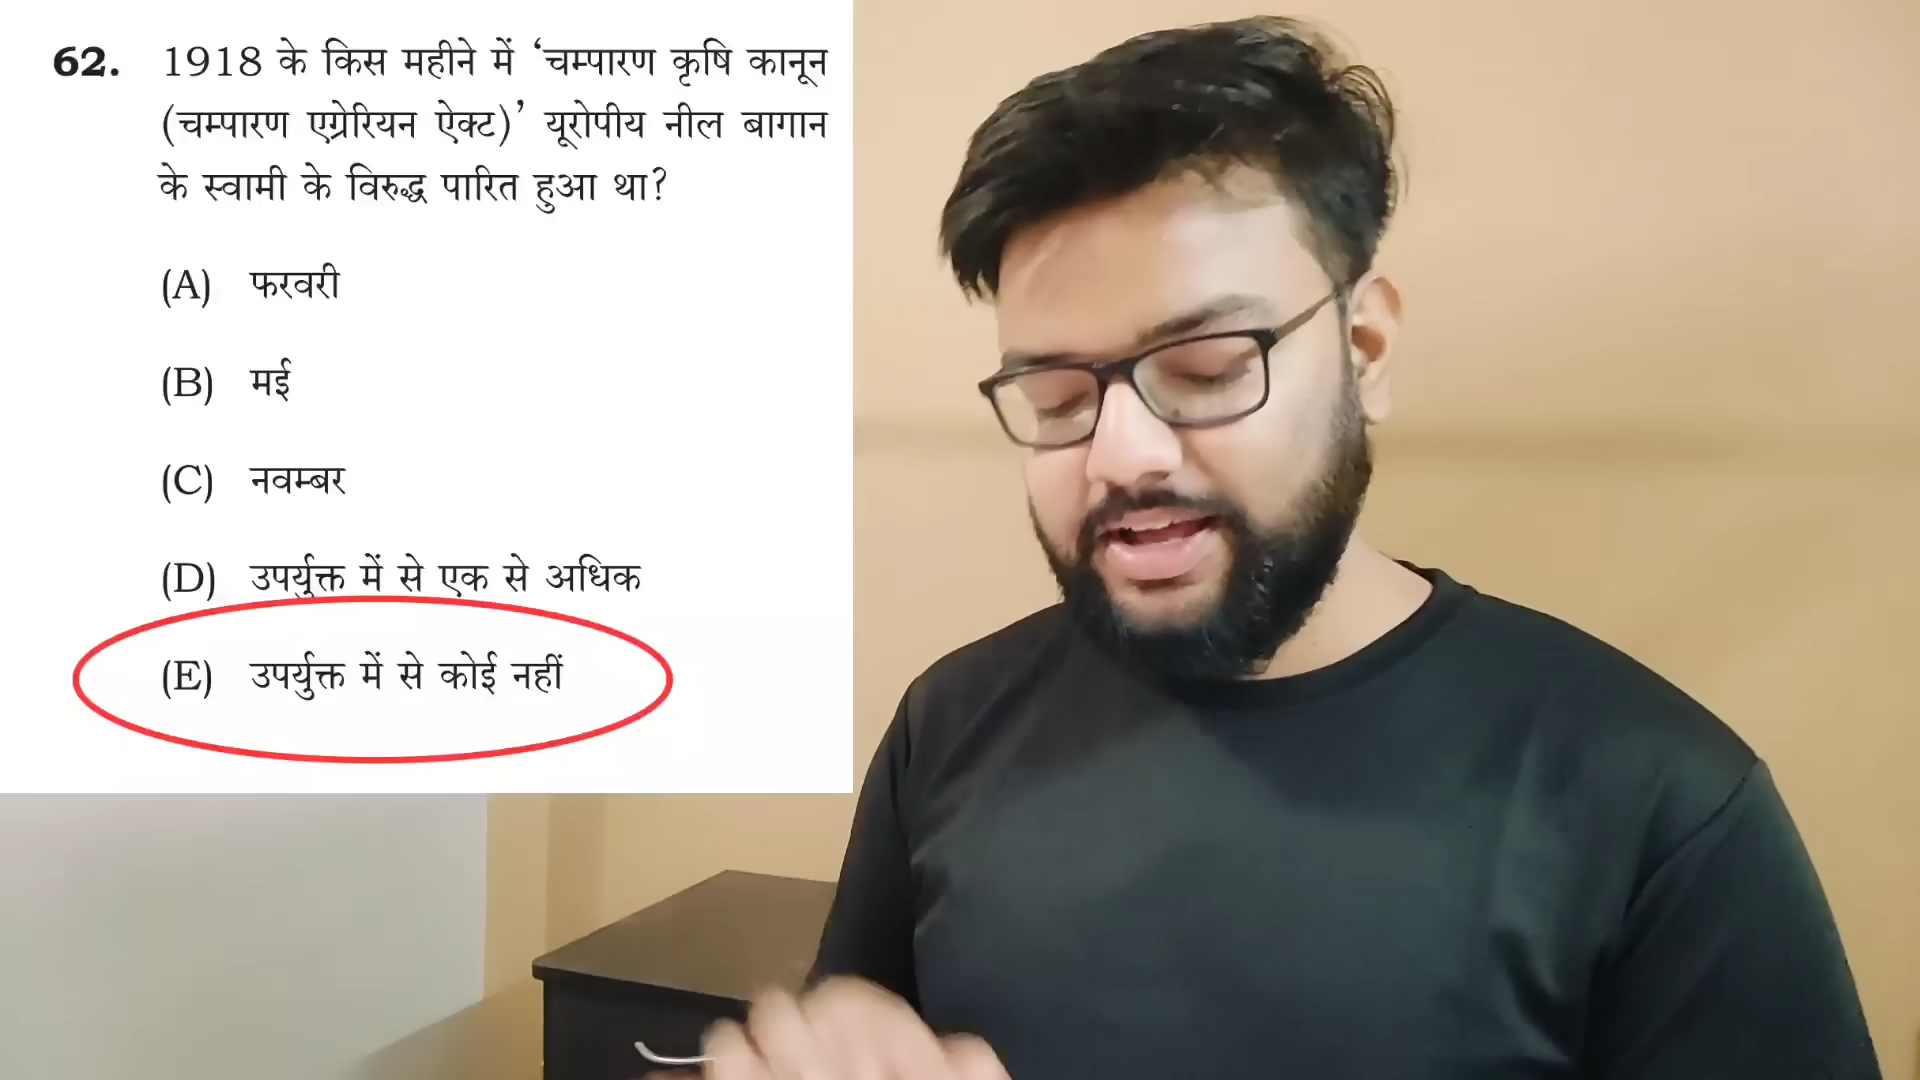 62. 1918 के किस महीने में ‘चम्पारण कृषि कानून
(चम्पारण एग्रेरियन ऐक्ट)’ यूरोपीय नील बागान
के स्वामी के विरुद्ध पारित हुआ था?
(A) फरवरी
(B) मई
(C) नवम्बर
(D) उपर्युक्त में से एक से अधिक
(E) उपर्युक्त में से कोई नहीं